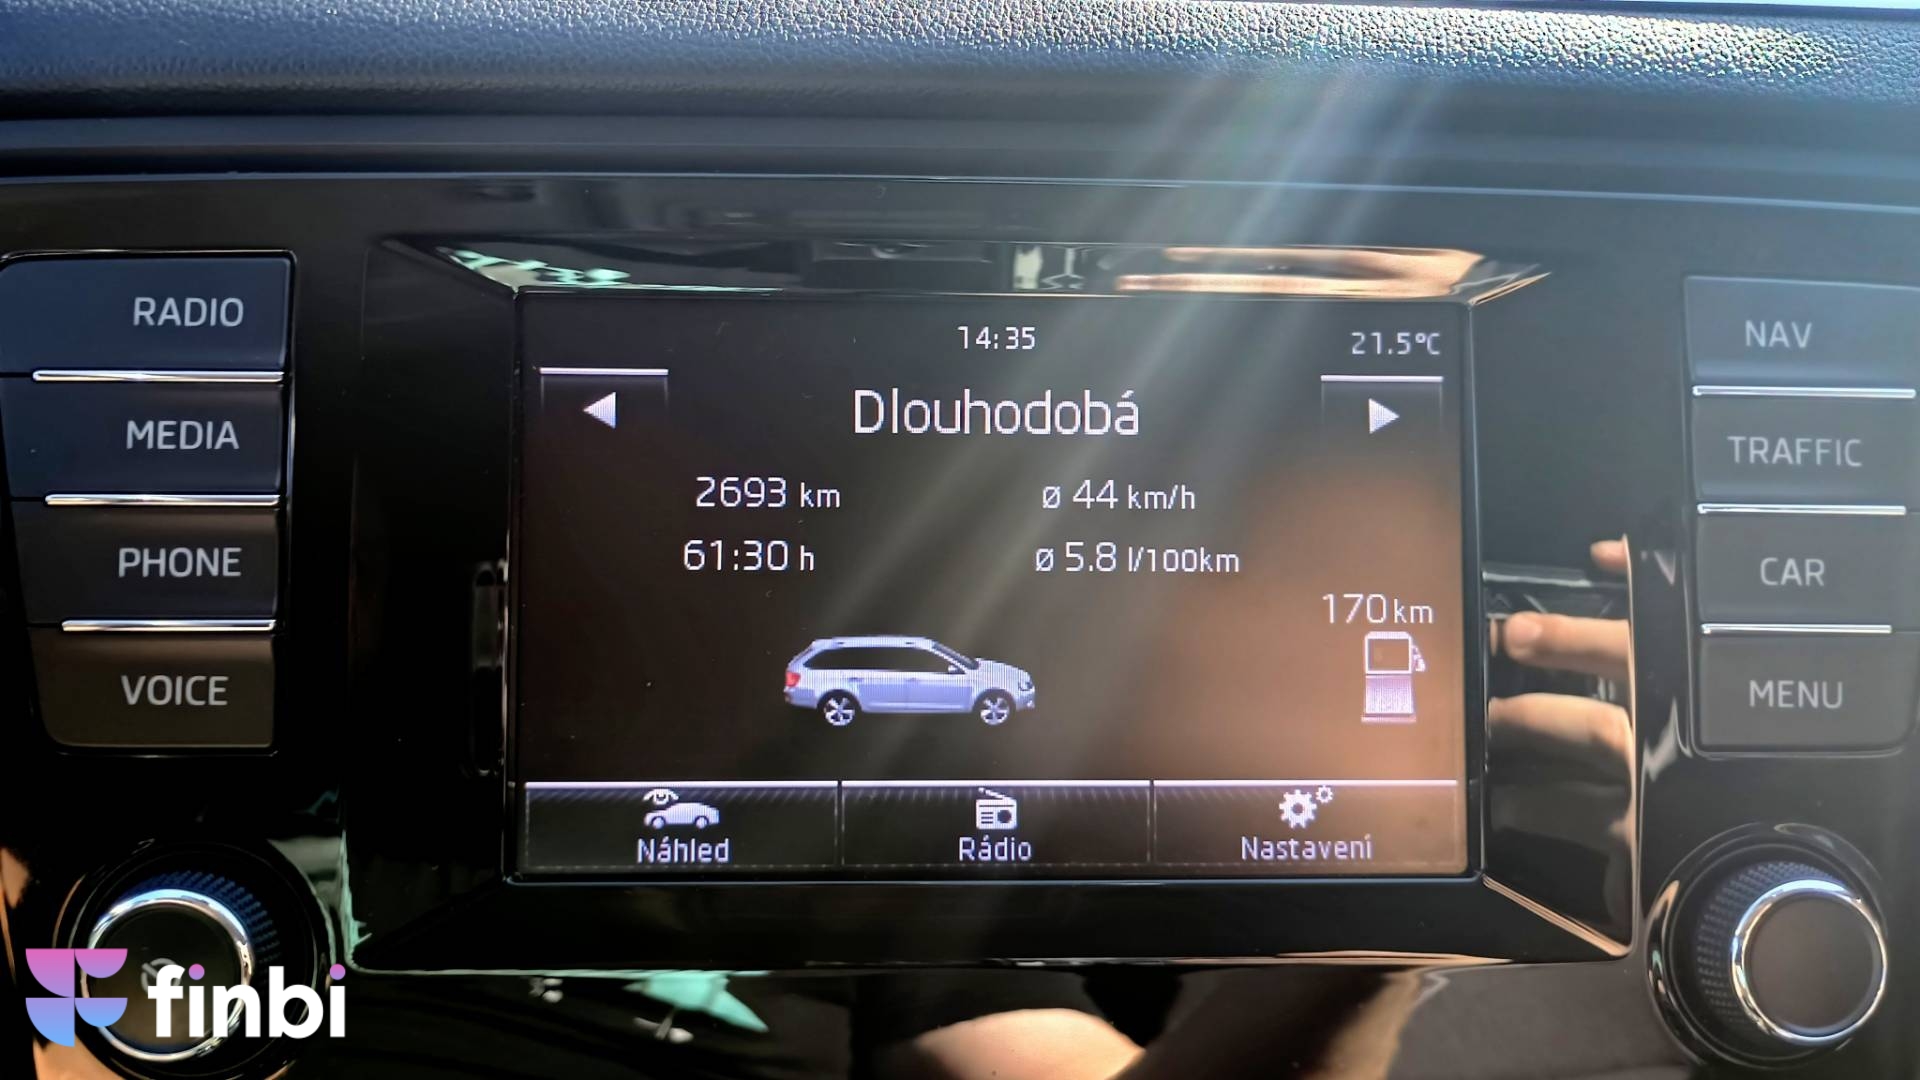 RADIO
MEDIA
PHONE
VOICE
14:35
21.5°C
Dlouhodobá
2693 km
ø 44 km/h
61:30 h
ø 5.8 l/100km
170 km
Náhled
Rádio
Nastavení
NAV
TRAFFIC
CAR
MENU
finbi